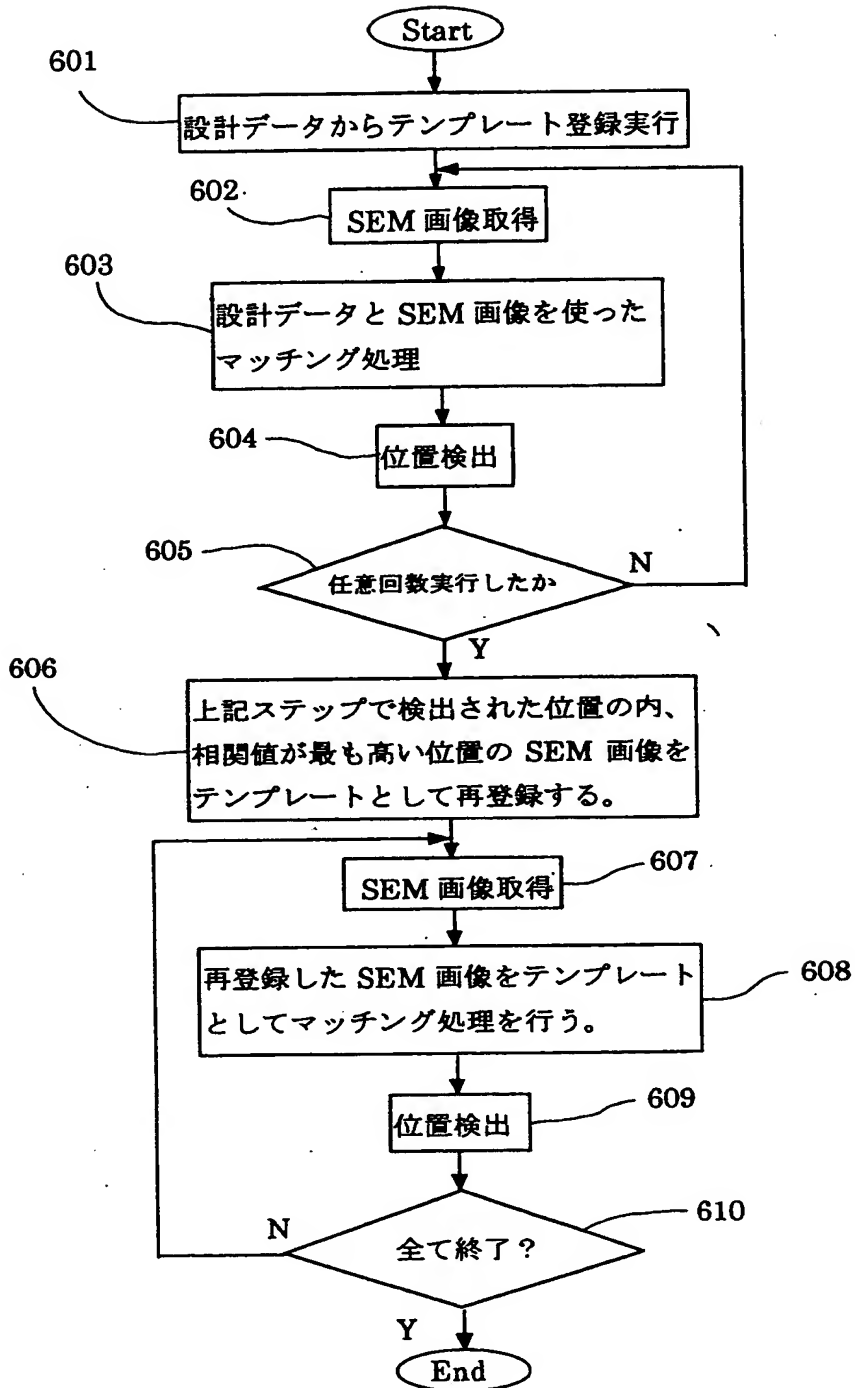 Start
601
設計データからテンプレート登録実行
602
SEM 画像取得
603
設計データと SEM 画像を使った
マッチング処理
604
位置検出
605
任意回数実行したか
N
Y
606
上記ステップで検出された位置の内、
相関値が最も高い位置の SEM 画像を
テンプレートとして再登録する。
607
SEM 画像取得
再登録した SEM 画像をテンプレート
としてマッチング処理を行う。
608
609
位置検出
610
N
全て終了?
Y
End